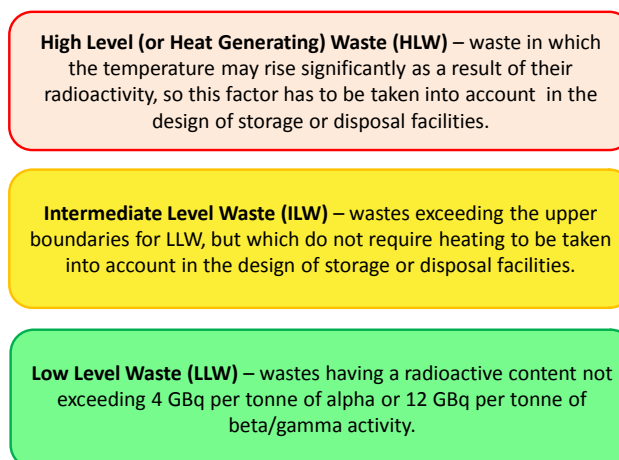 High Level (or Heat Generating) Waste (HLW) – waste in which
the temperature may rise significantly as a result of their
radioactivity, so this factor has to be taken into account in the
design of storage or disposal facilities.
Intermediate Level Waste (ILW) – wastes exceeding the upper
boundaries for LLW, but which do not require heating to be taken
into account in the design of storage or disposal facilities.
Low Level Waste (LLW) – wastes having a radioactive content not
exceeding 4 GBq per tonne of alpha or 12 GBq per tonne of
beta/gamma activity.